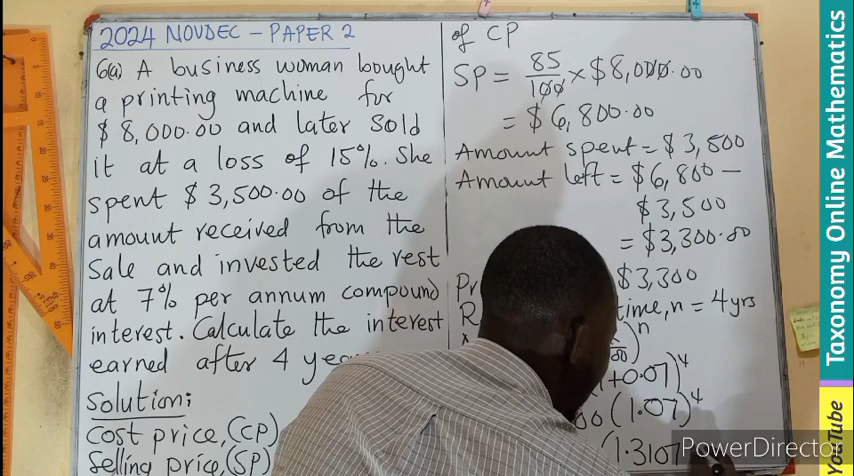 2024 NOVDEC - PAPER 2
6(a) A business woman bought
a printing machine for
$8,000.00 and later sold
it at a loss of 15%. She
spent $3,500.00 of the
amount received from the
sale and invested the rest
at 7% per annum compound
interest. Calculate the interest
earned after 4
Solution:
Cost price, (CP)
Selling price, (SP)
of CP
SP = 85/100 × $8,000.00
= $6,800.00
Amount spent = $3,500
Amount left = $6,800 -
$3,500
= $3,300.00
$3,300
time, n = 4 yrs
)^n
(1+0.07)^4
(1.07)^4
(1.3107
PowerDirector
Taxonomy Online Mathematics
YouTube